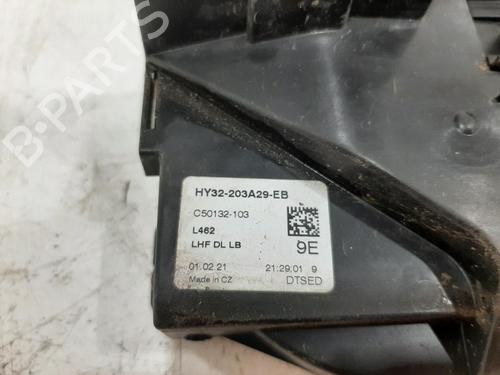 HY32-203A29-EB
C50132-103
L462
LHF DL LB
9E
01.02.21 21:29:01 9
Made in CZ DTSED
B-PARTS